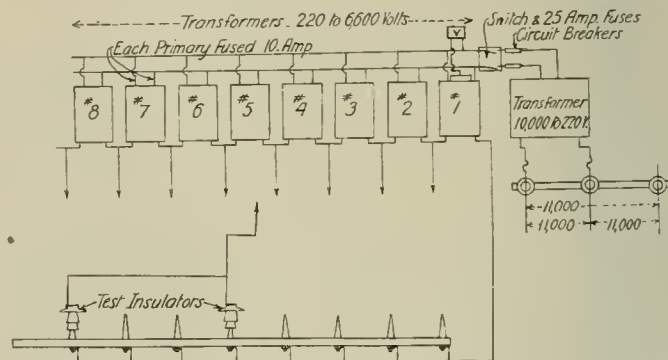 Transformers - 220 to 6,600 Volts
Switch & 25 Amp. Fuses
Circuit Breakers
Each Primary Fused 10. Amp
V
#8
#7
#6
#5
#4
#3
#2
#1
Transformer
10,000 to 220 V.
11,000
11,000
11,000
Test Insulators